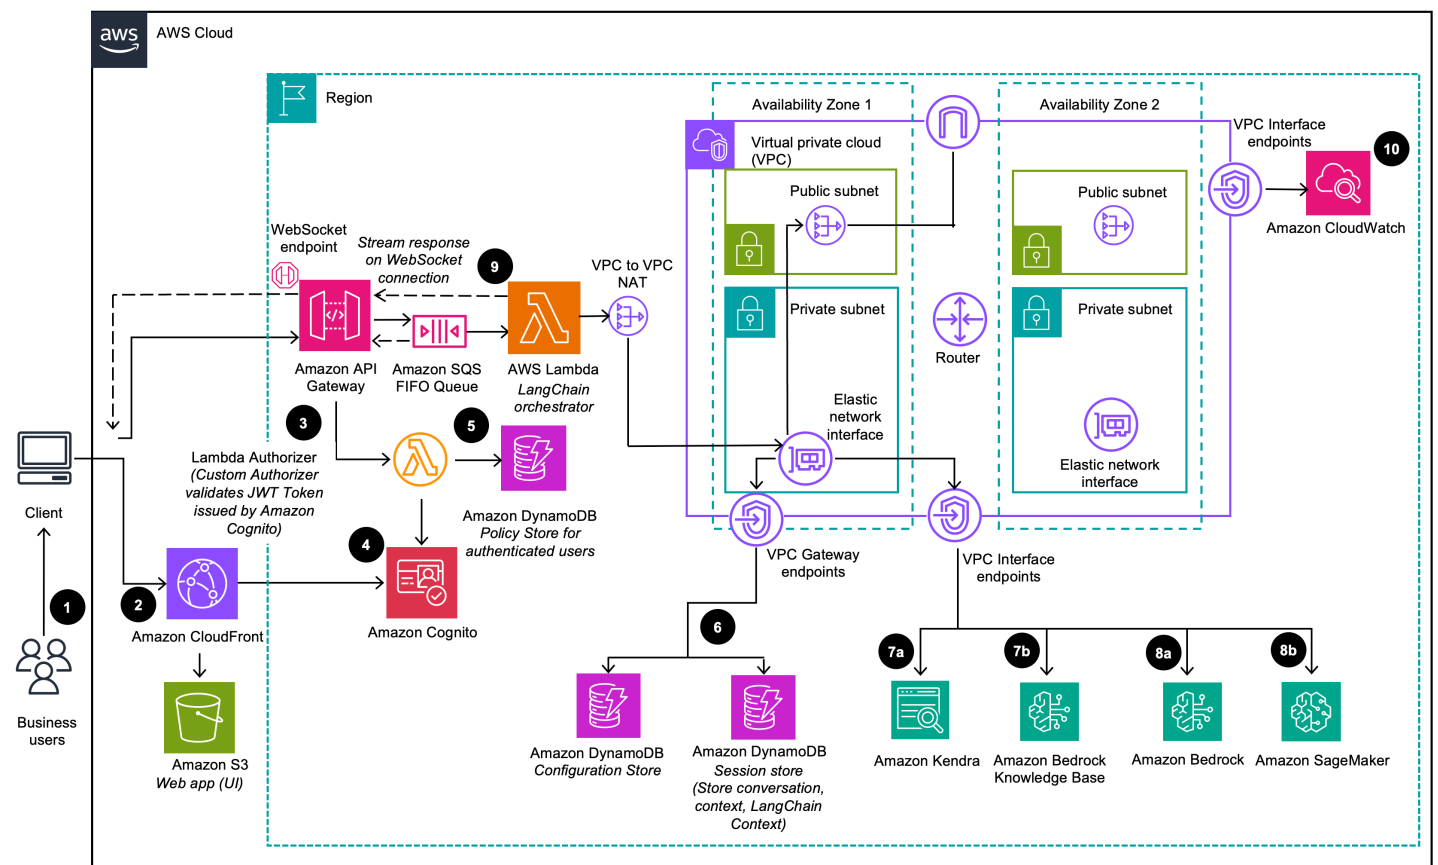 aws
AWS Cloud
Region
Availability Zone 1
Availability Zone 2
Virtual private cloud
(VPC)
VPC Interface
endpoints
10
Amazon CloudWatch
Public subnet
Public subnet
WebSocket
endpoint
Stream response
on WebSocket
connection
9
VPC to VPC
NAT
Private subnet
Private subnet
Router
Amazon API
Gateway
Amazon SQS
FIFO Queue
AWS Lambda
LangChain
orchestrator
3
5
Elastic
network
interface
Elastic network
interface
Lambda Authorizer
(Custom Authorizer
validates JWT Token
issued by Amazon
Cognito)
Amazon DynamoDB
Policy Store for
authenticated users
Client
4
VPC Gateway
endpoints
VPC Interface
endpoints
1
2
Amazon CloudFront
Amazon Cognito
6
7a
7b
8a
8b
Business
users
Amazon S3
Web app (UI)
Amazon DynamoDB
Configuration Store
Amazon DynamoDB
Session store
(Store conversation,
context, LangChain
Context)
Amazon Kendra
Amazon Bedrock
Knowledge Base
Amazon Bedrock
Amazon SageMaker